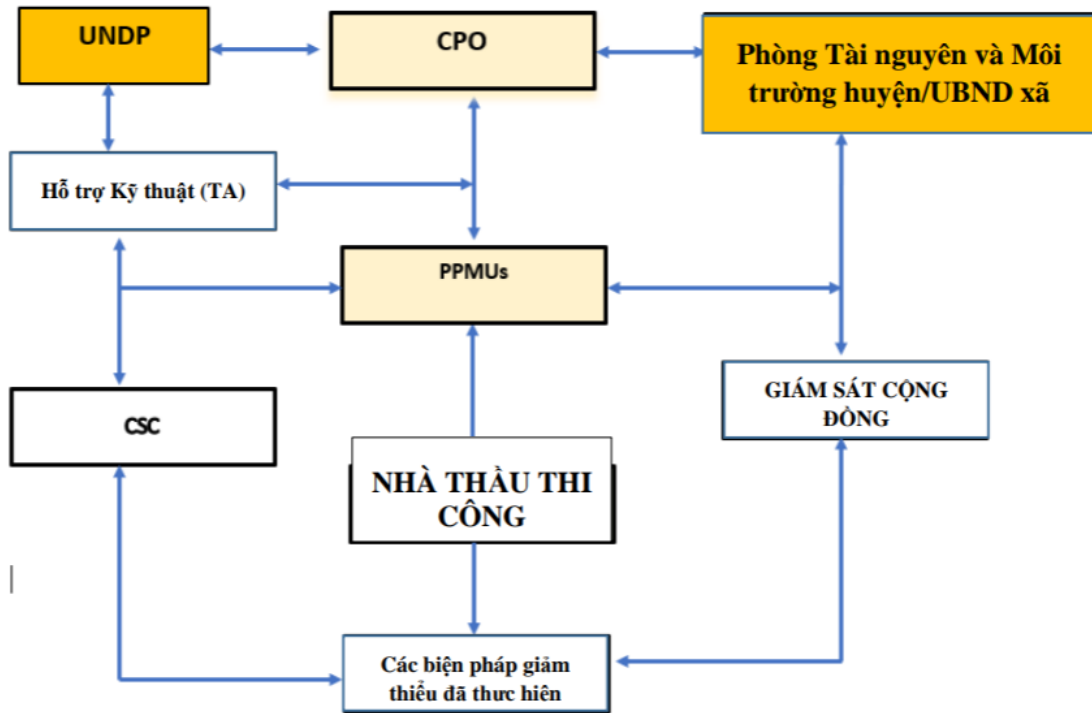 UNDP
CPO
Phòng Tài nguyên và Môi
trường huyện/UBND xã
Hỗ trợ Kỹ thuật (TA)
PPMUs
GIÁM SÁT CỘNG
ĐỒNG
CSC
NHÀ THẦU THI
CÔNG
Các biện pháp giảm
thiểu đã thực hiên